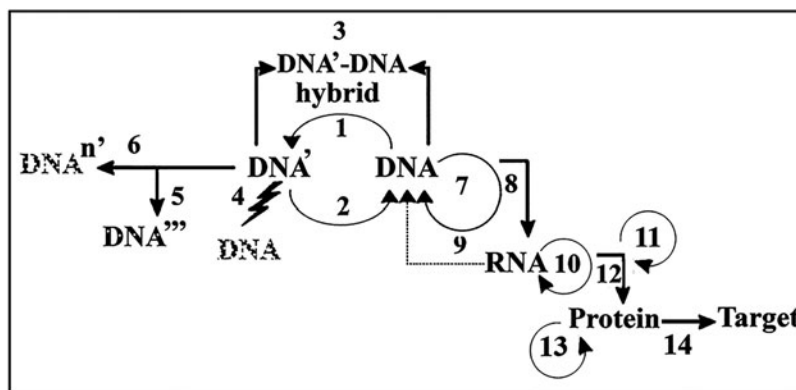 3
DNA'-DNA
hybrid
1
6
DNA n'
DNA'
DNA
7
8
5
4
2
DNA'''
DNA
9
RNA
10
12
11
Protein
Target
13
14